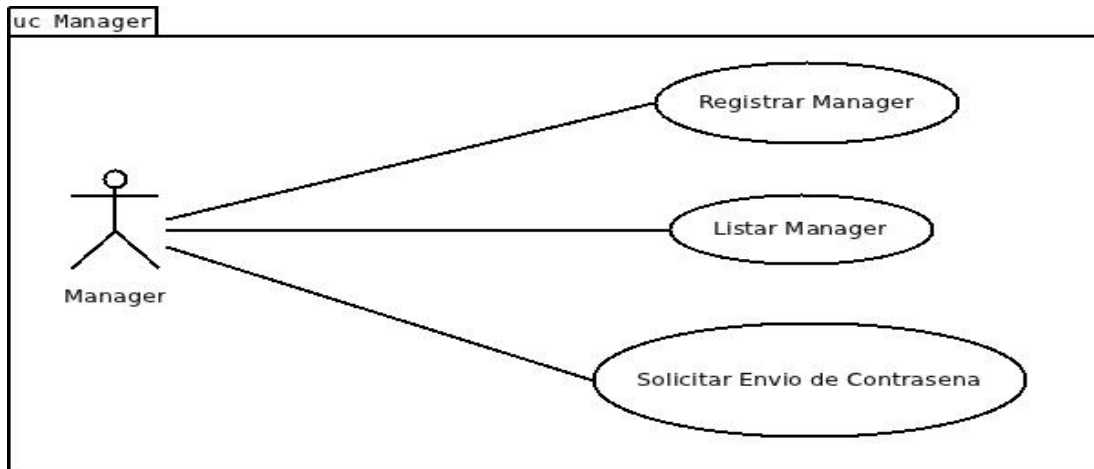 uc Manager
Registrar Manager
Listar Manager
Manager
Solicitar Envio de Contrasena